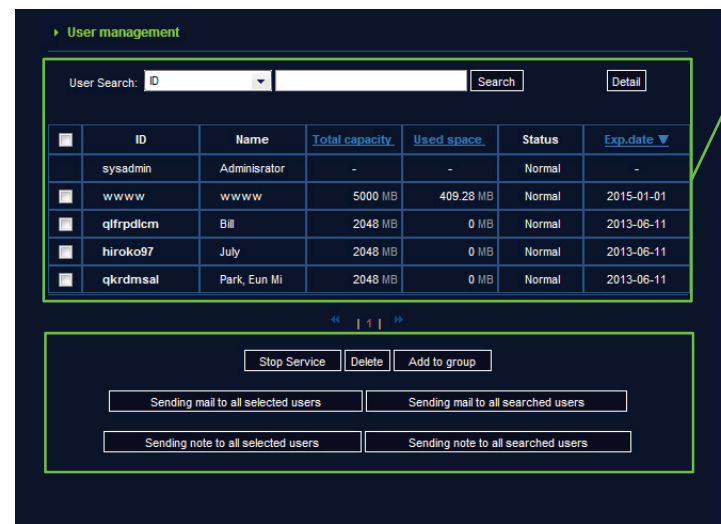 User management
User Search: ID Search Detail
ID Name Total capacity Used space Status Exp.date ▼
sysadmin Adminisrator - - Normal -
wwww wwww 5000 MB 409.28 MB Normal 2015-01-01
qlfrpdlcm Bill 2048 MB 0 MB Normal 2013-06-11
hiroko97 July 2048 MB 0 MB Normal 2013-06-11
qkrdmsal Park, Eun Mi 2048 MB 0 MB Normal 2013-06-11
| 1 |
Stop Service Delete Add to group
Sending mail to all selected users Sending mail to all searched users
Sending note to all selected users Sending note to all searched users